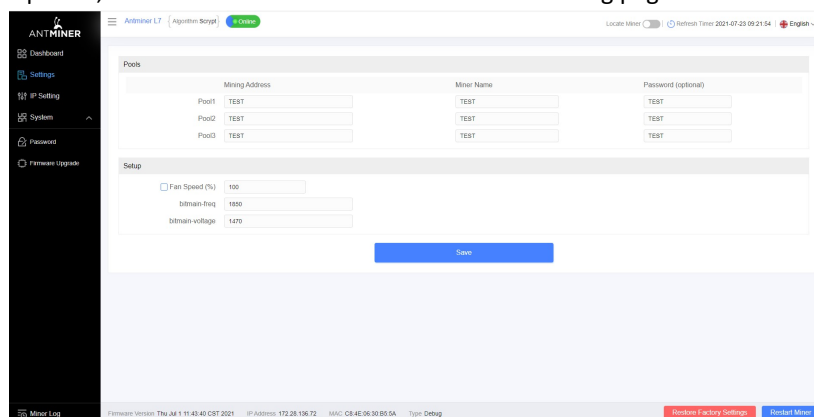 ANTMINER
Antminer L7 Algorithm Scrypt Online
Locate Miner Refresh Timer 2021-07-23 09:21:54 English
Dashboard
Settings
IP Setting
System
Password
Firmware Upgrade
Pools
Mining Address Miner Name Password (optional)
Pool1 TEST TEST TEST
Pool2 TEST TEST TEST
Pool3 TEST TEST TEST
Setup
Fan Speed (%) 100
bitmain-freq 1850
bitmain-voltage 1470
Save
Miner Log
Firmware Version Thu Jul 1 11:43:40 CST 2021 IP Address 172.28.136.72 MAC C8:4E:06:30:B5:5A Type Debug
Restore Factory Settings Restart Miner